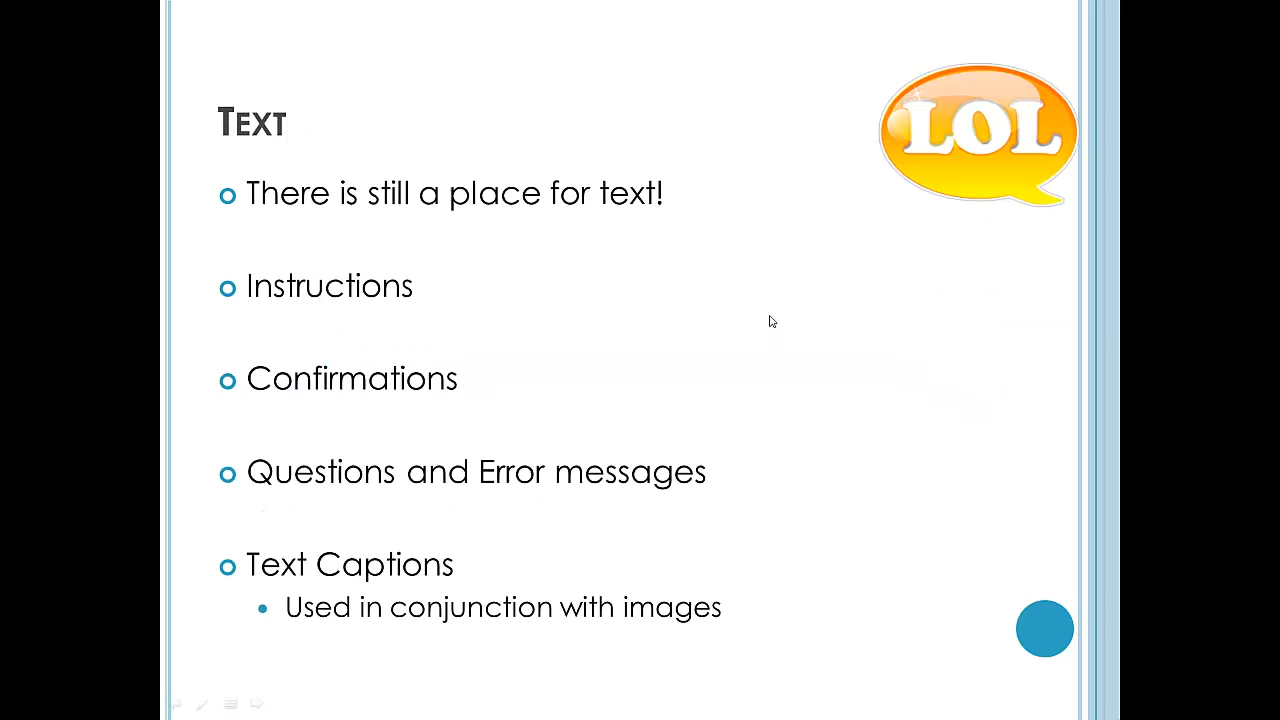 Text
LOL
There is still a place for text!
Instructions
Confirmations
Questions and Error messages
Text Captions
Used in conjunction with images